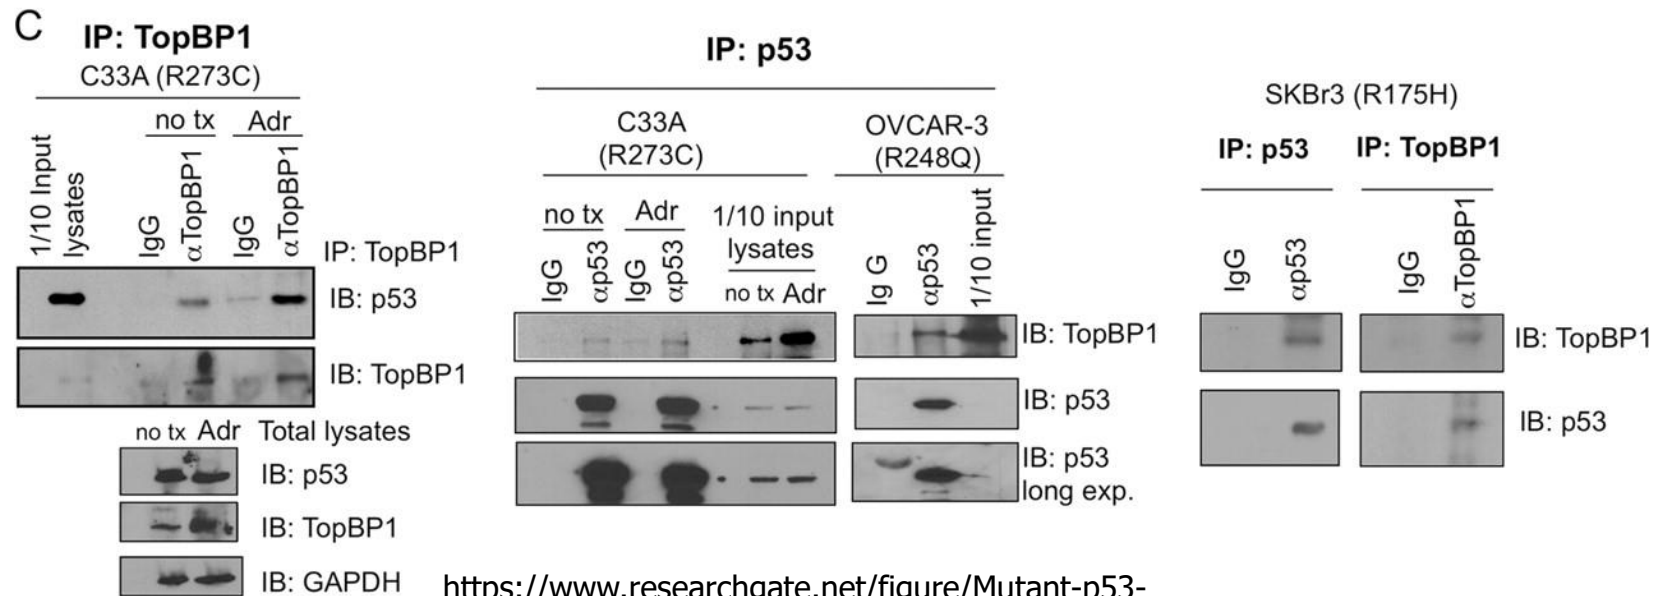 C
IP: TopBP1
C33A (R273C)
no tx Adr
1/10 Input
lysates
IgG
αTopBP1
IgG
αTopBP1
IP: TopBP1
IB: p53
IB: TopBP1
no tx Adr Total lysates
IB: p53
IB: TopBP1
IB: GAPDH
IP: p53
C33A
(R273C)
OVCAR-3
(R248Q)
no tx Adr 1/10 input
lysates
IgG
αp53
IgG
αp53
no tx Adr
Ig G
αp53
1/10 input
IB: TopBP1
IB: p53
IB: p53
long exp.
SKBr3 (R175H)
IP: p53 IP: TopBP1
IgG
αp53
IgG
αTopBP1
IB: TopBP1
IB: p53
https://www.researchgate.net/figure/Mutant-p53-